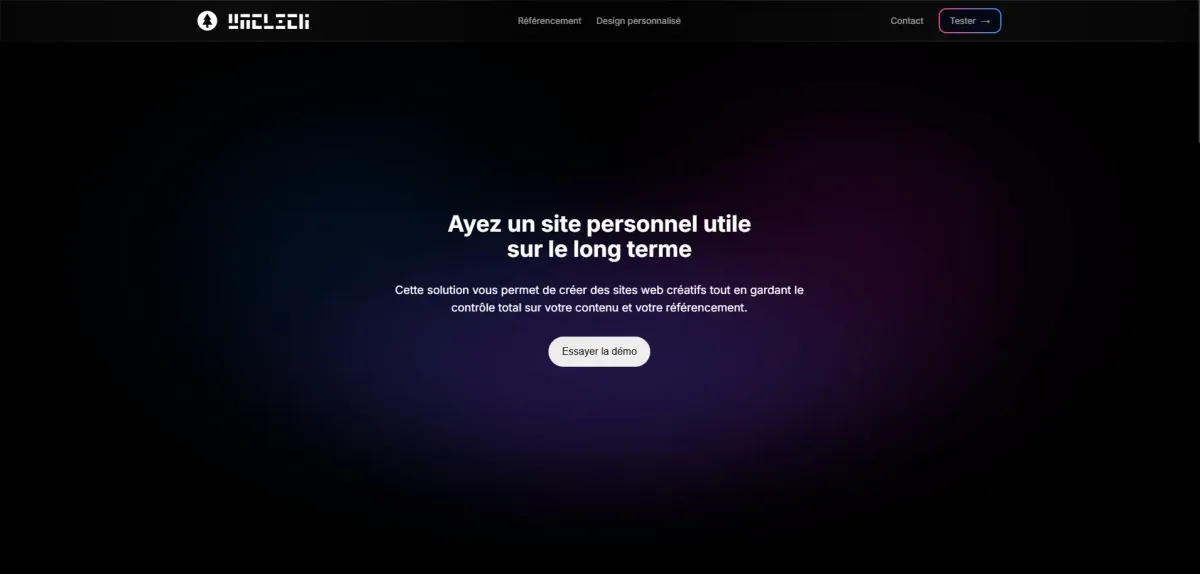 Référencement
Design personnalisé
Contact
Tester →
Ayez un site personnel utile
sur le long terme
Cette solution vous permet de créer des sites web créatifs tout en gardant le
contrôle total sur votre contenu et votre référencement.
Essayer la démo